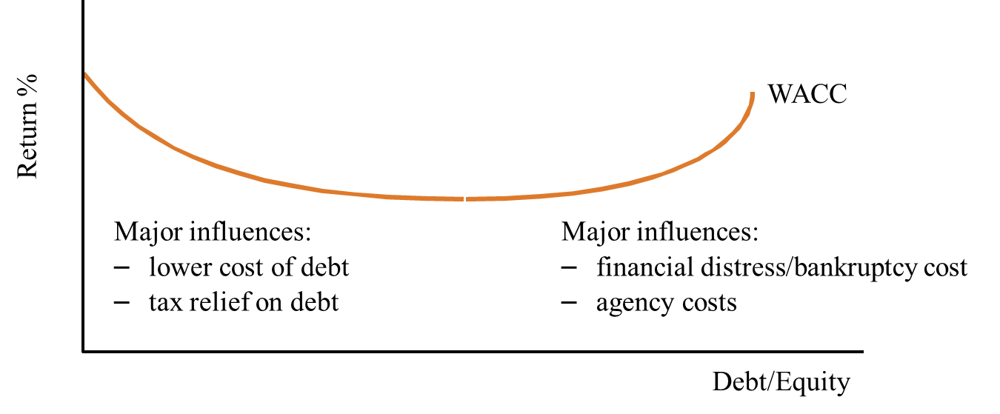 Return %
WACC
Major influences:
– lower cost of debt
– tax relief on debt
Major influences:
– financial distress/bankruptcy cost
– agency costs
Debt/Equity